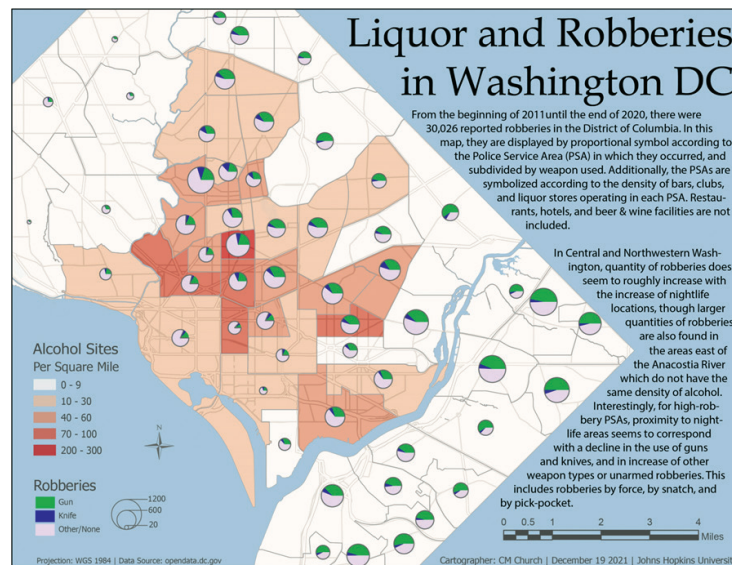 Liquor and Robberies
in Washington DC
From the beginning of 2011until the end of 2020, there were
30,026 reported robberies in the District of Columbia. In this
map, they are displayed by proportional symbol according to
the Police Service Area (PSA) in which they occurred, and
subdivided by weapon used. Additionally, the PSAs are
symbolized according to the density of bars, clubs,
and liquor stores operating in each PSA. Restau-
rants, hotels, and beer & wine facilities are not
included.
In Central and Northwestern Wash-
ington, quantity of robberies does
seem to roughly increase with
the increase of nightlife
locations, though larger
quantities of robberies
are also found in
the areas east of
the Anacostia River
which do not have the
same density of alcohol.
Interestingly, for high-rob-
bery PSAs, proximity to night-
life areas seems to correspond
with a decline in the use of guns
and knives, and in increase of other
weapon types or unarmed robberies. This
includes robberies by force, by snatch, and
by pick-pocket.
Alcohol Sites
Per Square Mile
0 - 9
10 - 30
40 - 60
70 - 100
200 - 300
N
Robberies
Gun
Knife
Other/None
1200
600
20
0 0.5 1 2 3 4
Miles
Projection: WGS 1984 | Data Source: opendata.dc.gov
Cartographer: CM Church | December 19 2021 | Johns Hopkins Universit